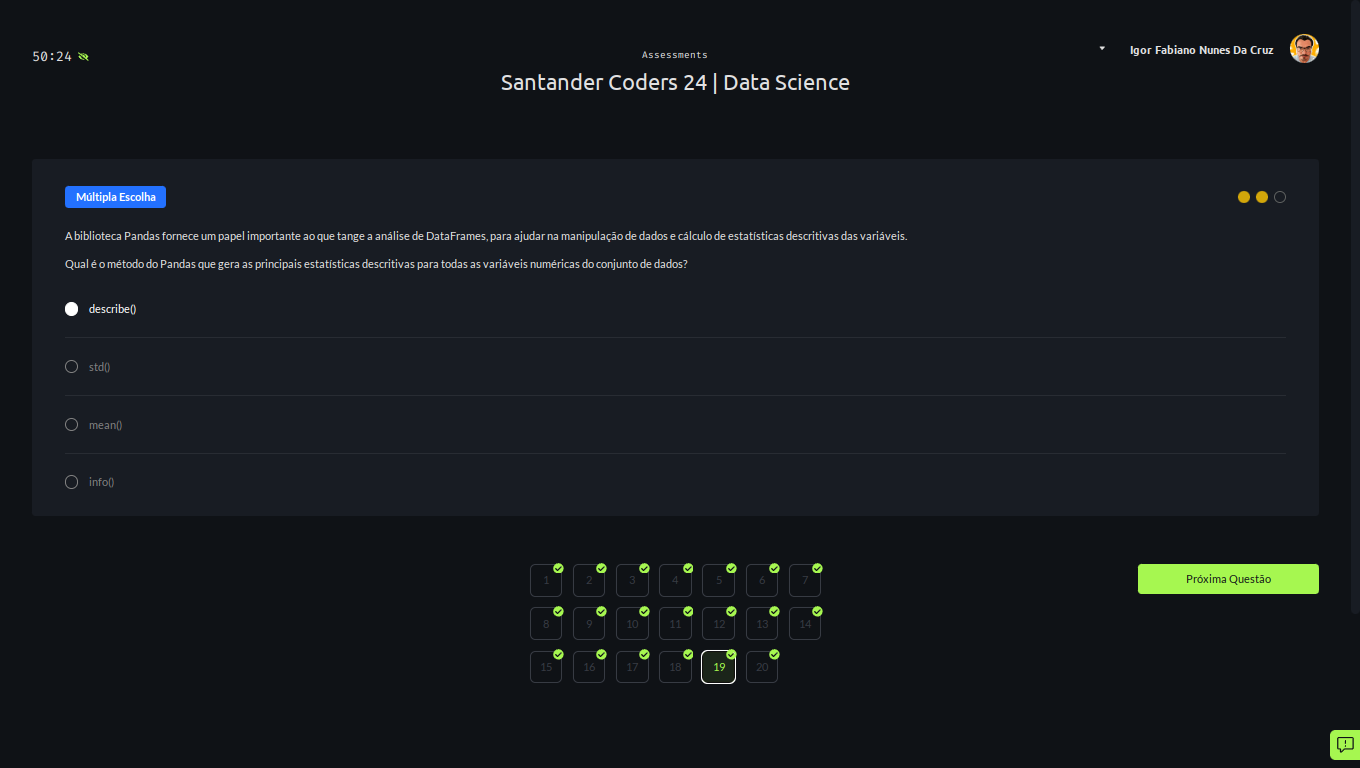 50:24
Assessments
Igor Fabiano Nunes Da Cruz
Santander Coders 24 | Data Science
Múltipla Escolha
A biblioteca Pandas fornece um papel importante ao que tange a análise de DataFrames, para ajudar na manipulação de dados e cálculo de estatísticas descritivas das variáveis.
Qual é o método do Pandas que gera as principais estatísticas descritivas para todas as variáveis numéricas do conjunto de dados?
describe()
std()
mean()
info()
1 2 3 4 5 6 7
Próxima Questão
8 9 10 11 12 13 14
15 16 17 18 19 20